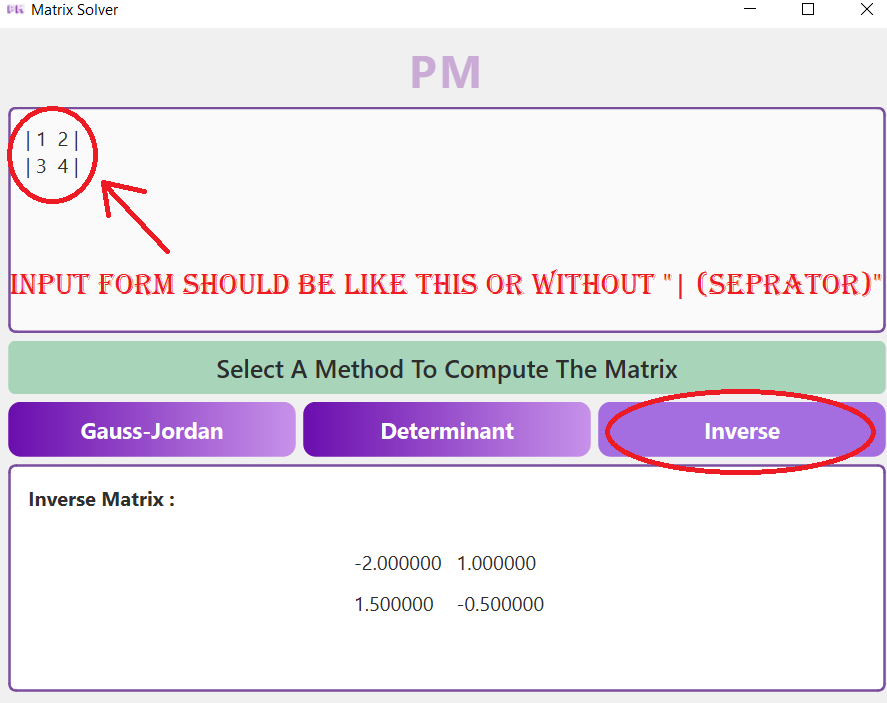 PK Matrix Solver
PM
|1 2|
|3 4|
INPUT FORM SHOULD BE LIKE THIS OR WITHOUT "| (SEPRATOR)"
Select A Method To Compute The Matrix
Gauss-Jordan Determinant Inverse
Inverse Matrix :
-2.000000 1.000000
1.500000 -0.500000